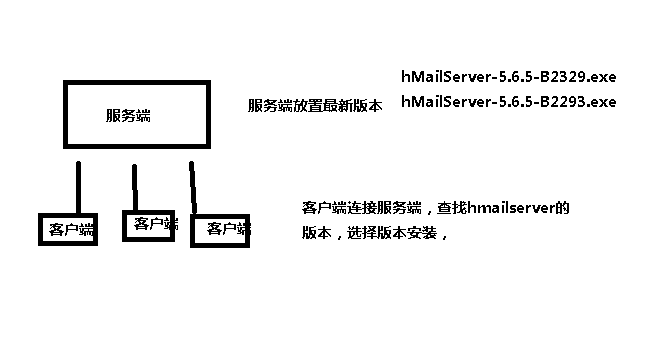 hMailServer-5.6.5-B2329.exe
服务端
服务端放置最新版本
hMailServer-5.6.5-B2293.exe
客户端
客户端
客户端
客户端连接服务端，查找hmailserver的
版本，选择版本安装，